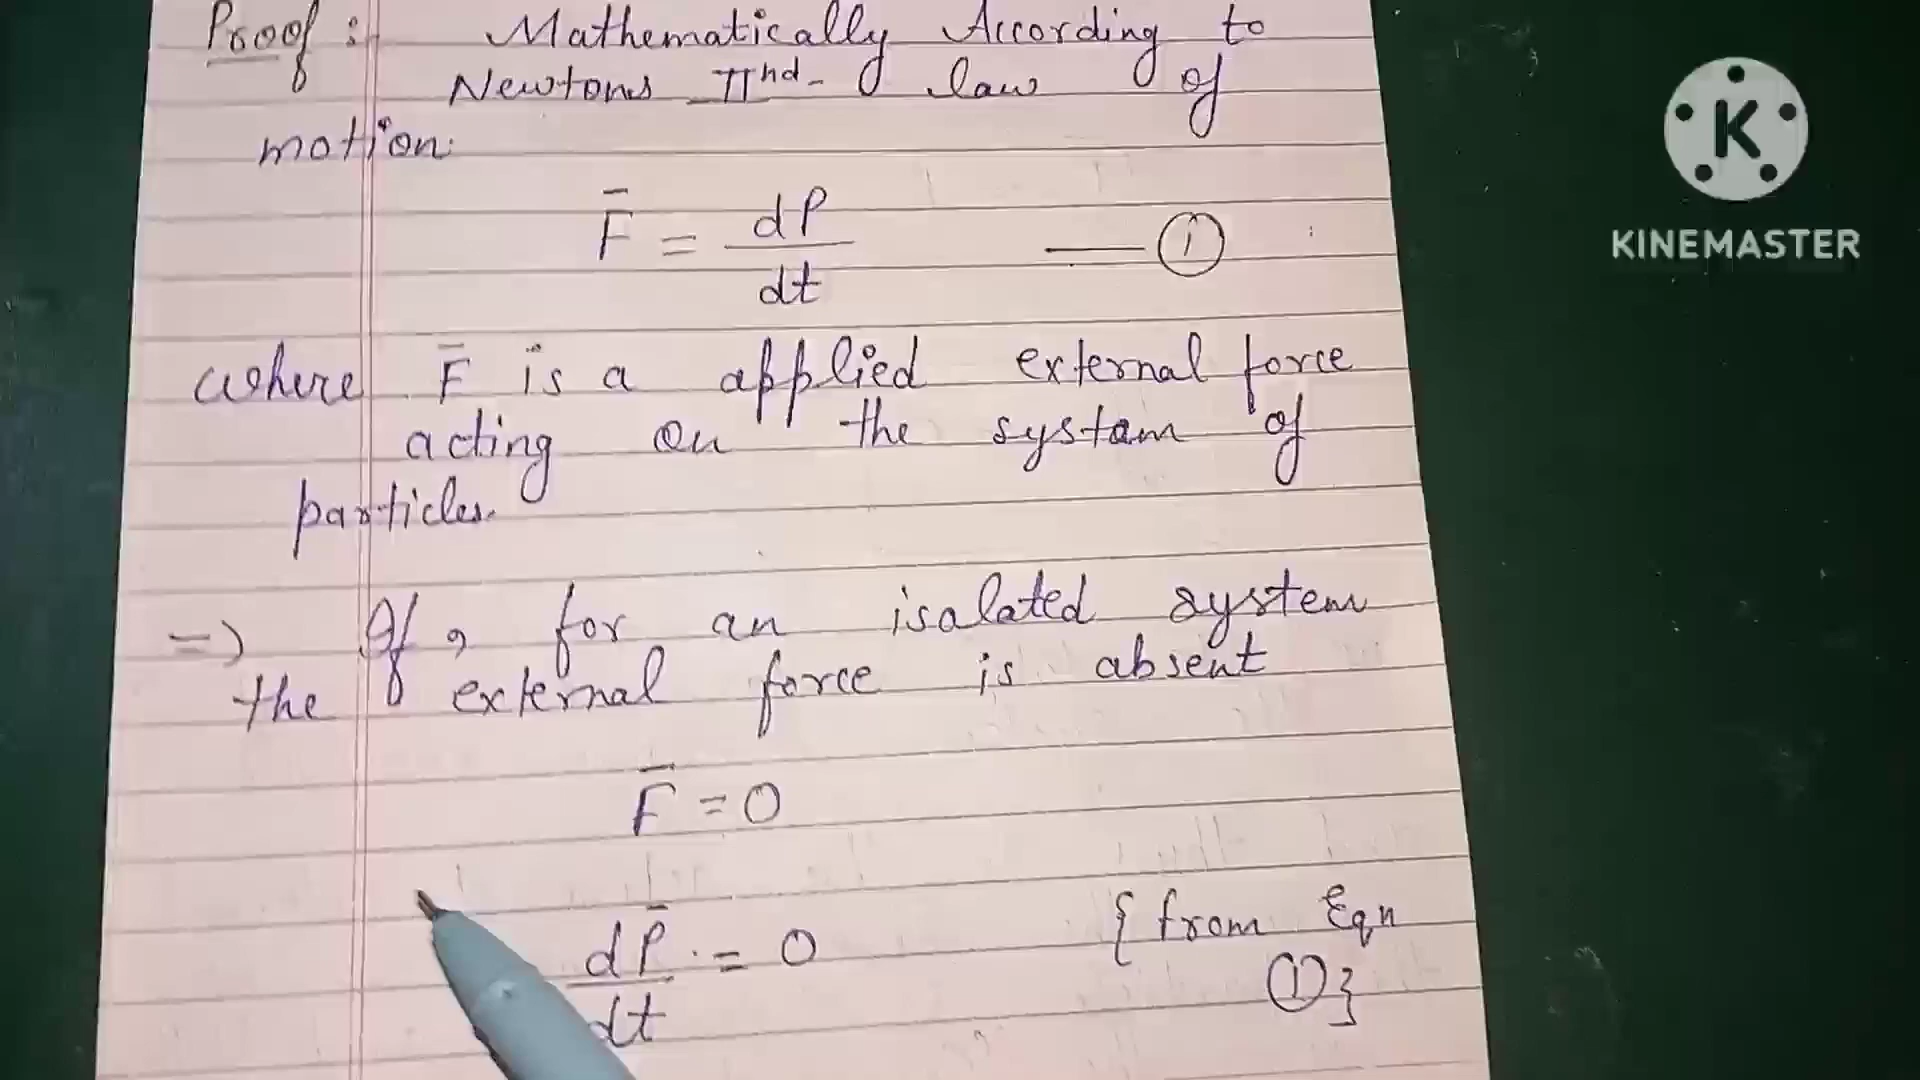 Proof :
Mathematically According to
Newtons IInd law of
motion.
F̄ = dP/dt —— ①
where F̄ is a applied external force
acting on the systam of
particles.
=) If, for an isalated system
the external force is absent
F̄ = 0
dP̄/dt = 0 {from Eqn
①}
K
KINEMASTER